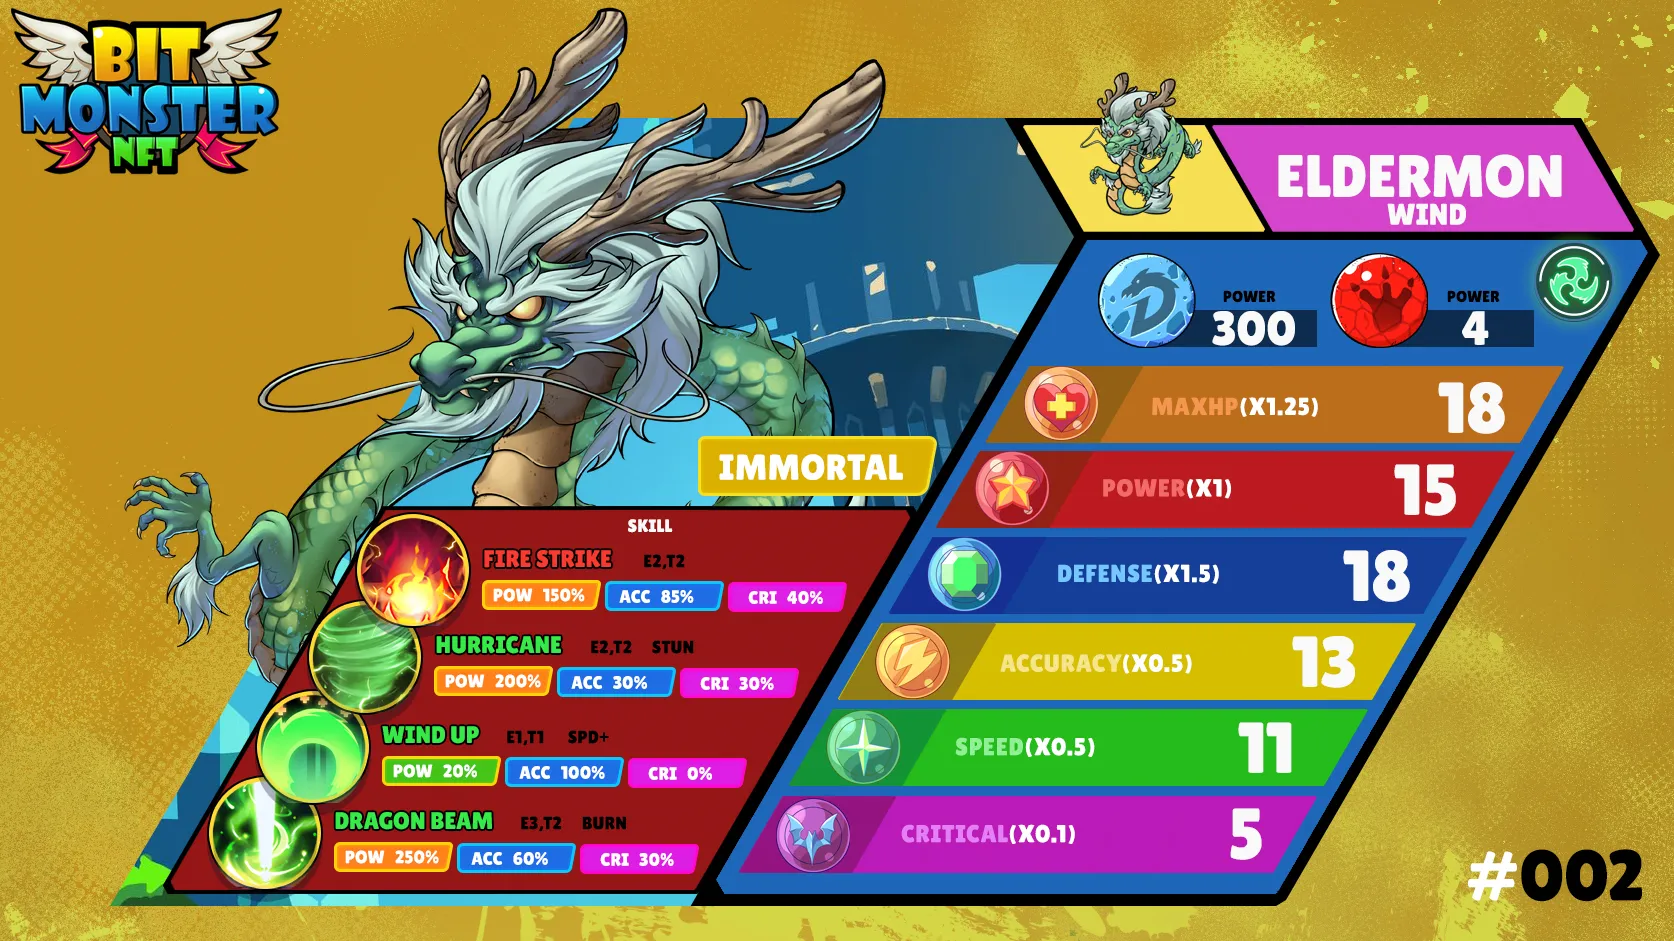 BIT
MONSTER
NFT
ELDERMON
WIND
POWER
300
POWER
4
MAXHP(X1.25) 18
POWER(X1) 15
DEFENSE(X1.5) 18
ACCURACY(X0.5) 13
SPEED(X0.5) 11
CRITICAL(X0.1) 5
IMMORTAL
SKILL
FIRE STRIKE E2,T2
POW 150% ACC 85% CRI 40%
HURRICANE E2,T2 STUN
POW 200% ACC 30% CRI 30%
WIND UP E1,T1 SPD+
POW 20% ACC 100% CRI 0%
DRAGON BEAM E3,T2 BURN
POW 250% ACC 60% CRI 30%
#002